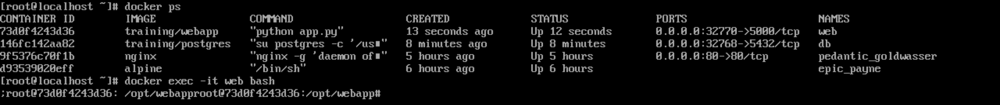 [root@localhost ~]# docker ps
CONTAINER ID        IMAGE               COMMAND                  CREATED             STATUS              PORTS                     NAMES
73d0f4243d36        training/webapp     "python app.py"          13 seconds ago      Up 12 seconds       0.0.0.0:32770->5000/tcp   web
146fc142aa82        training/postgres   "su postgres -c '/us∎"   8 minutes ago       Up 8 minutes        0.0.0.0:32768->5432/tcp   db
9f5376c70f1b        nginx               "nginx -g 'daemon of∎"   5 hours ago         Up 5 hours          0.0.0.0:80->80/tcp        pedantic_goldwasser
d93539020eff        alpine              "/bin/sh"                6 hours ago         Up 6 hours                                    epic_payne
[root@localhost ~]# docker exec -it web bash
;root@73d0f4243d36: /opt/webapproot@73d0f4243d36:/opt/webapp#